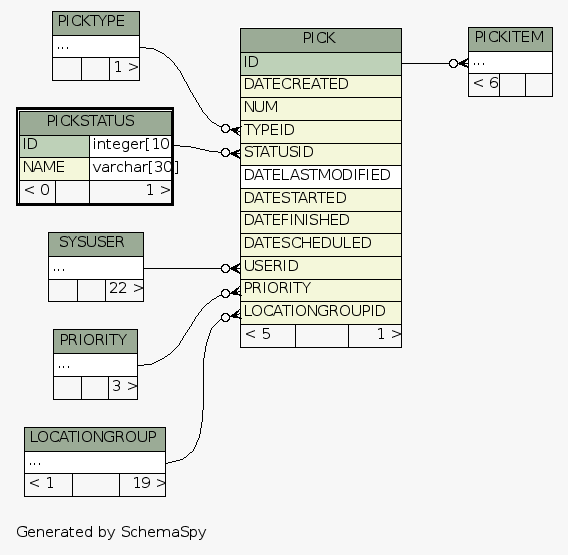 PICKTYPE
...
1 >
PICKSTATUS
ID integer[10]
NAME varchar[30]
< 0 1 >
SYSUSER
...
22 >
PRIORITY
...
3 >
LOCATIONGROUP
...
< 1 19 >
PICK
ID
DATECREATED
NUM
TYPEID
STATUSID
DATELASTMODIFIED
DATESTARTED
DATEFINISHED
DATESCHEDULED
USERID
PRIORITY
LOCATIONGROUPID
< 5 1 >
PICKITEM
...
< 6
Generated by SchemaSpy